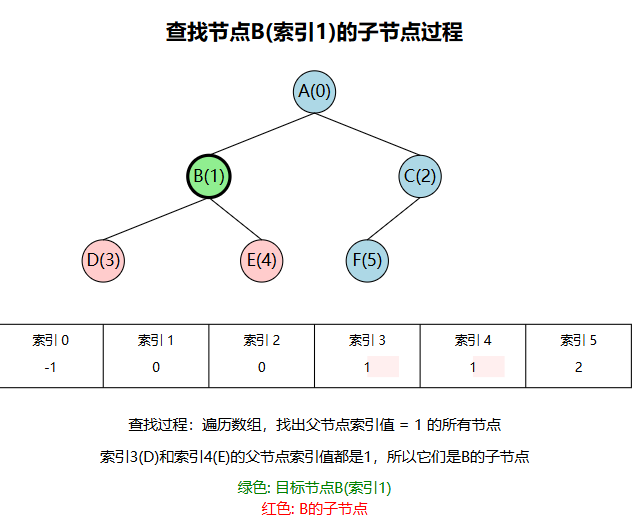 查找节点B(索引1)的子节点过程
A(0)
B(1)
C(2)
D(3)
E(4)
F(5)
索引 0
索引 1
索引 2
索引 3
索引 4
索引 5
-1
0
0
1
1
2
查找过程：遍历数组，找出父节点索引值 = 1 的所有节点
索引3(D)和索引4(E)的父节点索引值都是1，所以它们是B的子节点
绿色: 目标节点B(索引1)
红色: B的子节点